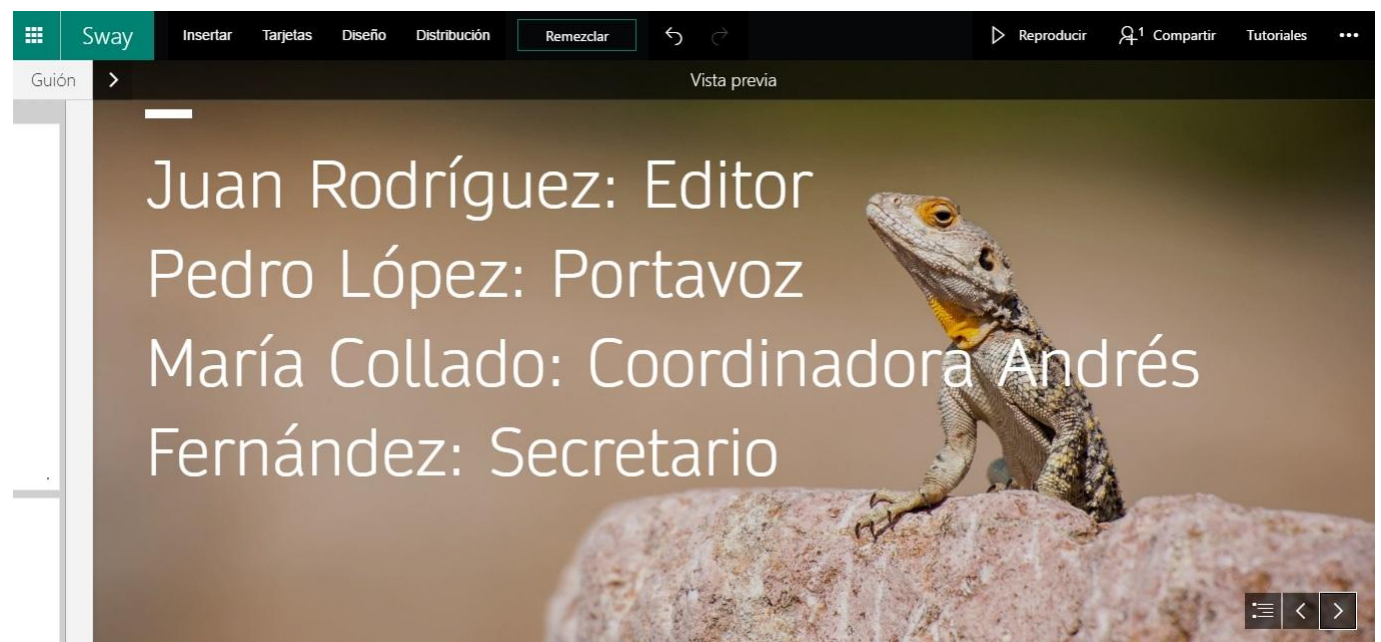 Sway Insertar Tarjetas Diseño Distribución Remezclar Reproducir 1 Compartir Tutoriales
Guión Vista previa
Juan Rodríguez: Editor
Pedro López: Portavoz
María Collado: Coordinadora Andrés
Fernández: Secretario